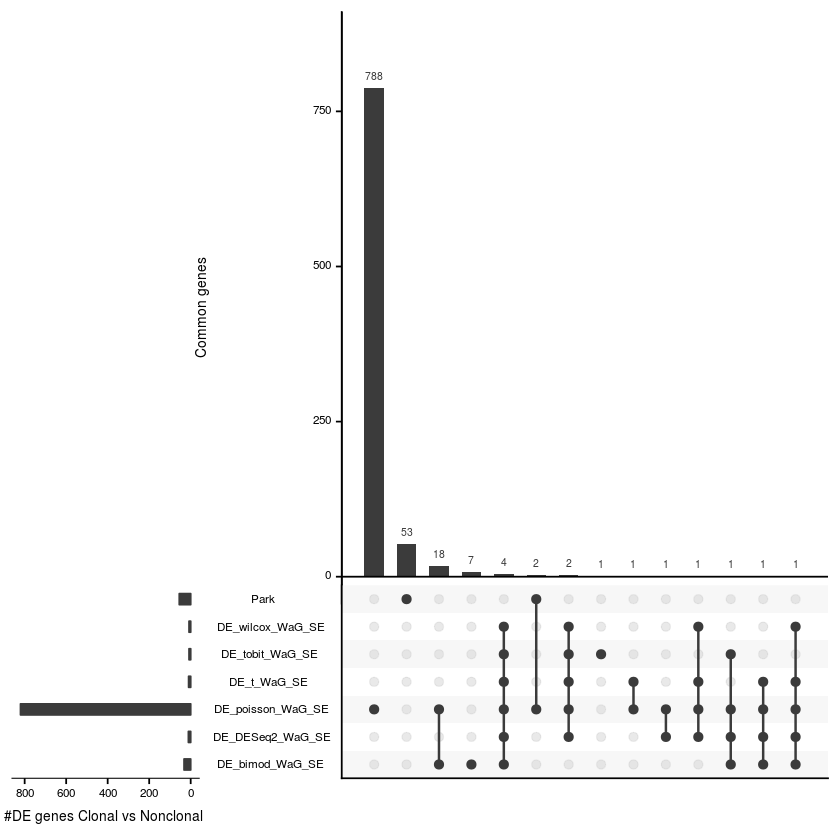 788
750
53
18
7
4
2
2
1
1
1
1
1
1
1
500
250
0
Common genes
Park
DE_wilcox_WaG_SE
DE_tobit_WaG_SE
DE_t_WaG_SE
DE_poisson_WaG_SE
DE_DESeq2_WaG_SE
DE_bimod_WaG_SE
800 600 400 200 0
#DE genes Clonal vs Nonclonal